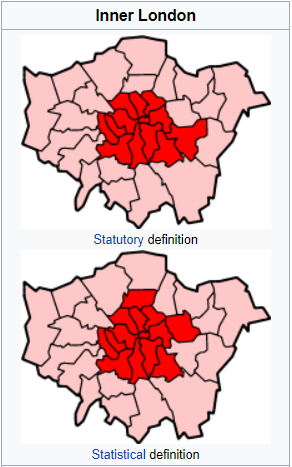 Inner London
Statutory definition
Statistical definition